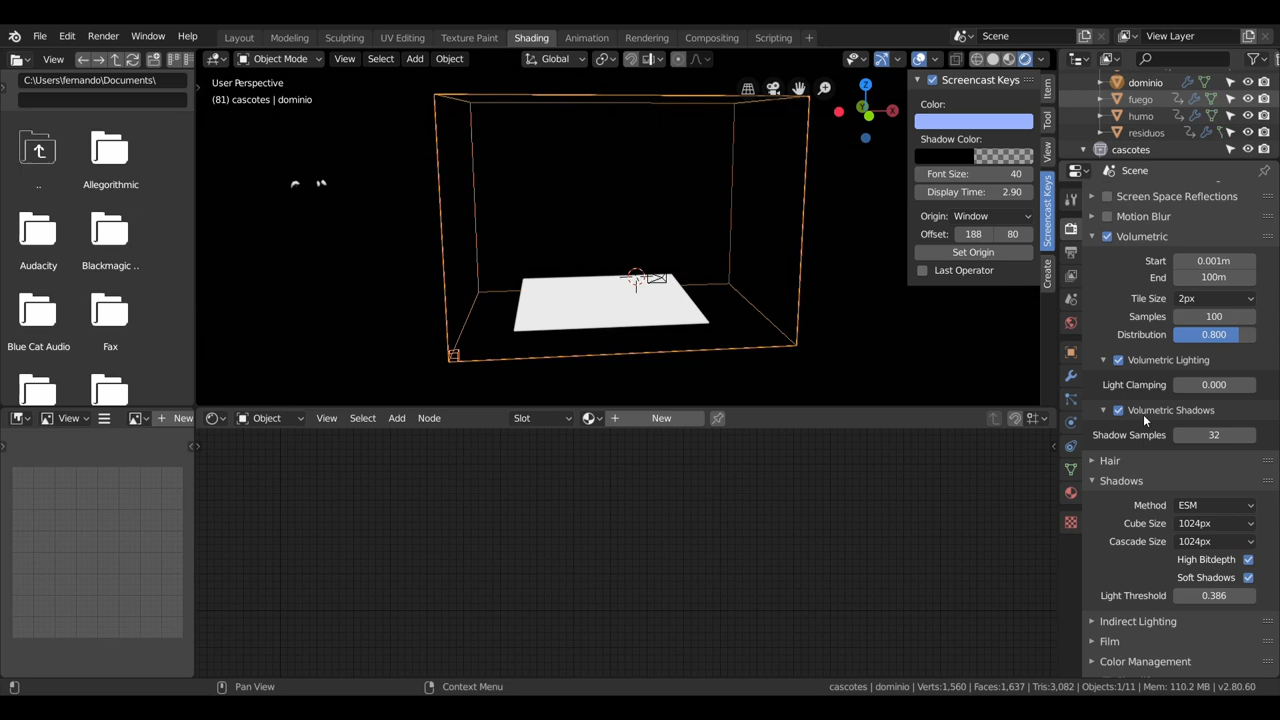 File Edit Render Window Help
Layout Modeling Sculpting UV Editing Texture Paint Shading Animation Rendering Compositing Scripting +
Scene
View Layer
View
Object Mode View Select Add Object
Global
C:\Users\fernando\Documents\
..
Allegorithmic
Audacity
Blackmagic ..
Blue Cat Audio
Fax
User Perspective
(81) cascotes | dominio
Z
Y
X
Screencast Keys
Color:
Shadow Color:
Font Size: 40
Display Time: 2.90
Origin: Window
Offset: 188 80
Set Origin
Last Operator
Item
Tool
View
Screencast Keys
Create
dominio
fuego
humo
residuos
cascotes
Scene
Screen Space Reflections
Motion Blur
Volumetric
Start 0.001m
End 100m
Tile Size 2px
Samples 100
Distribution 0.800
Volumetric Lighting
Light Clamping 0.000
Volumetric Shadows
Shadow Samples 32
Hair
Shadows
Method ESM
Cube Size 1024px
Cascade Size 1024px
High Bitdepth
Soft Shadows
Light Threshold 0.386
Indirect Lighting
Film
Color Management
View + New
Object View Select Add Node
Slot
+ New
Pan View
Context Menu
cascotes | dominio | Verts:1,560 | Faces:1,637 | Tris:3,082 | Objects:1/11 | Mem: 110.2 MB | v2.80.60